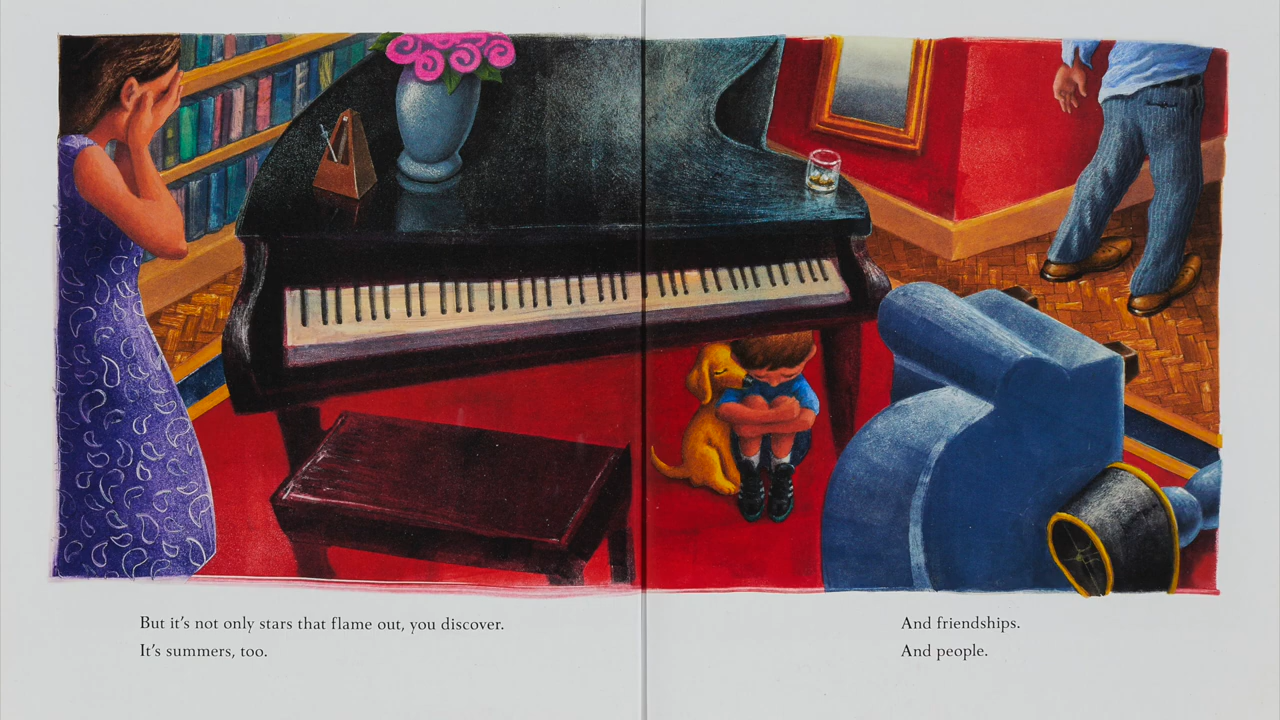 But it's not only stars that flame out, you discover.
It's summers, too.
And friendships.
And people.